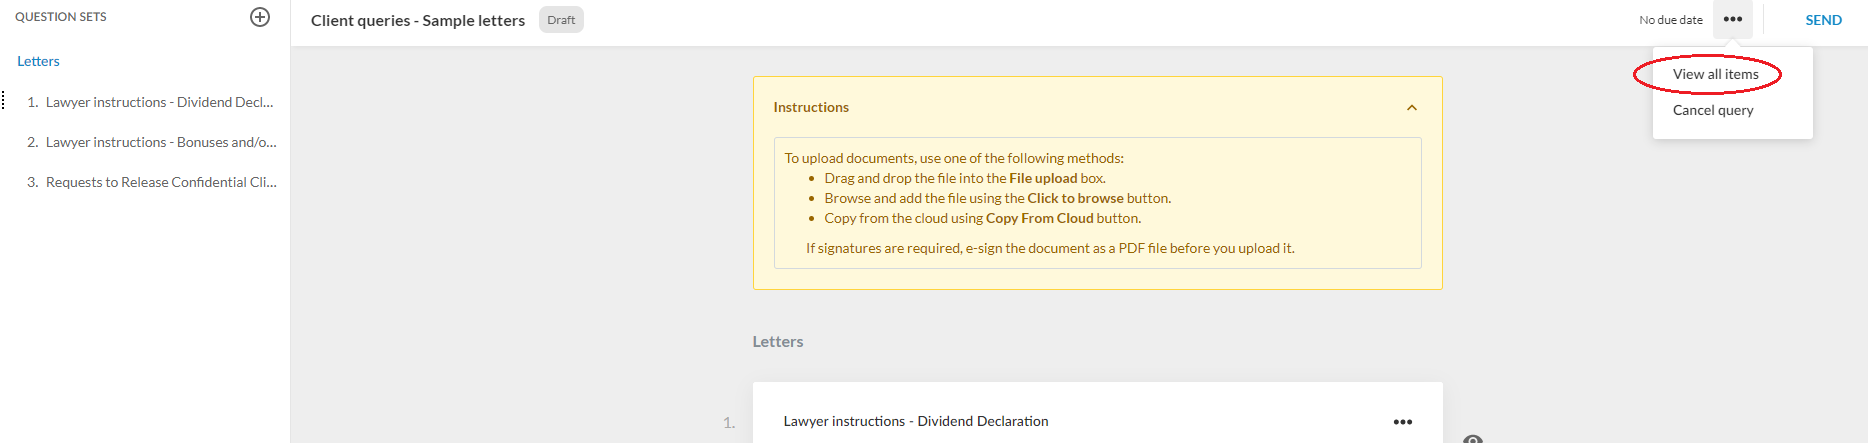 QUESTION SETS
Letters
1. Lawyer instructions - Dividend Decl...
2. Lawyer instructions - Bonuses and/o...
3. Requests to Release Confidential Cli...
Client queries - Sample letters Draft
No due date ••• SEND
View all items
Cancel query
Instructions
To upload documents, use one of the following methods:
• Drag and drop the file into the File upload box.
• Browse and add the file using the Click to browse button.
• Copy from the cloud using Copy From Cloud button.
If signatures are required, e-sign the document as a PDF file before you upload it.
Letters
1. Lawyer instructions - Dividend Declaration •••